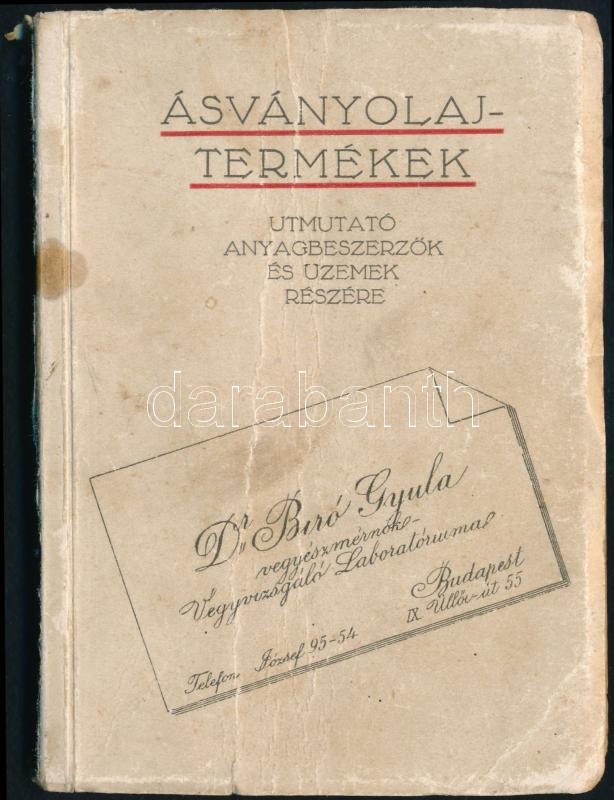 ÁSVÁNYOLAJ-
TERMÉKEK
UTMUTATÓ
ANYAGBESZERZŐK
ÉS ÜZEMEK
RÉSZÉRE
darabanth
Dr. Biró Gyula
vegyészmérnök-
Vegyvizsgáló Laboratóriuma
Budapest
IX. Üllői-út 55
Telefon József 95-54